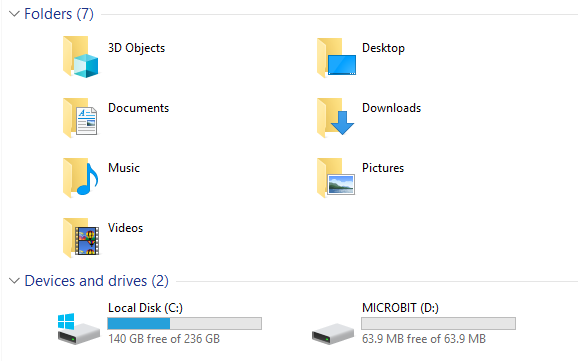 Folders (7)
3D Objects
Desktop
Documents
Downloads
Music
Pictures
Videos
Devices and drives (2)
Local Disk (C:)
140 GB free of 236 GB
MICROBIT (D:)
63.9 MB free of 63.9 MB